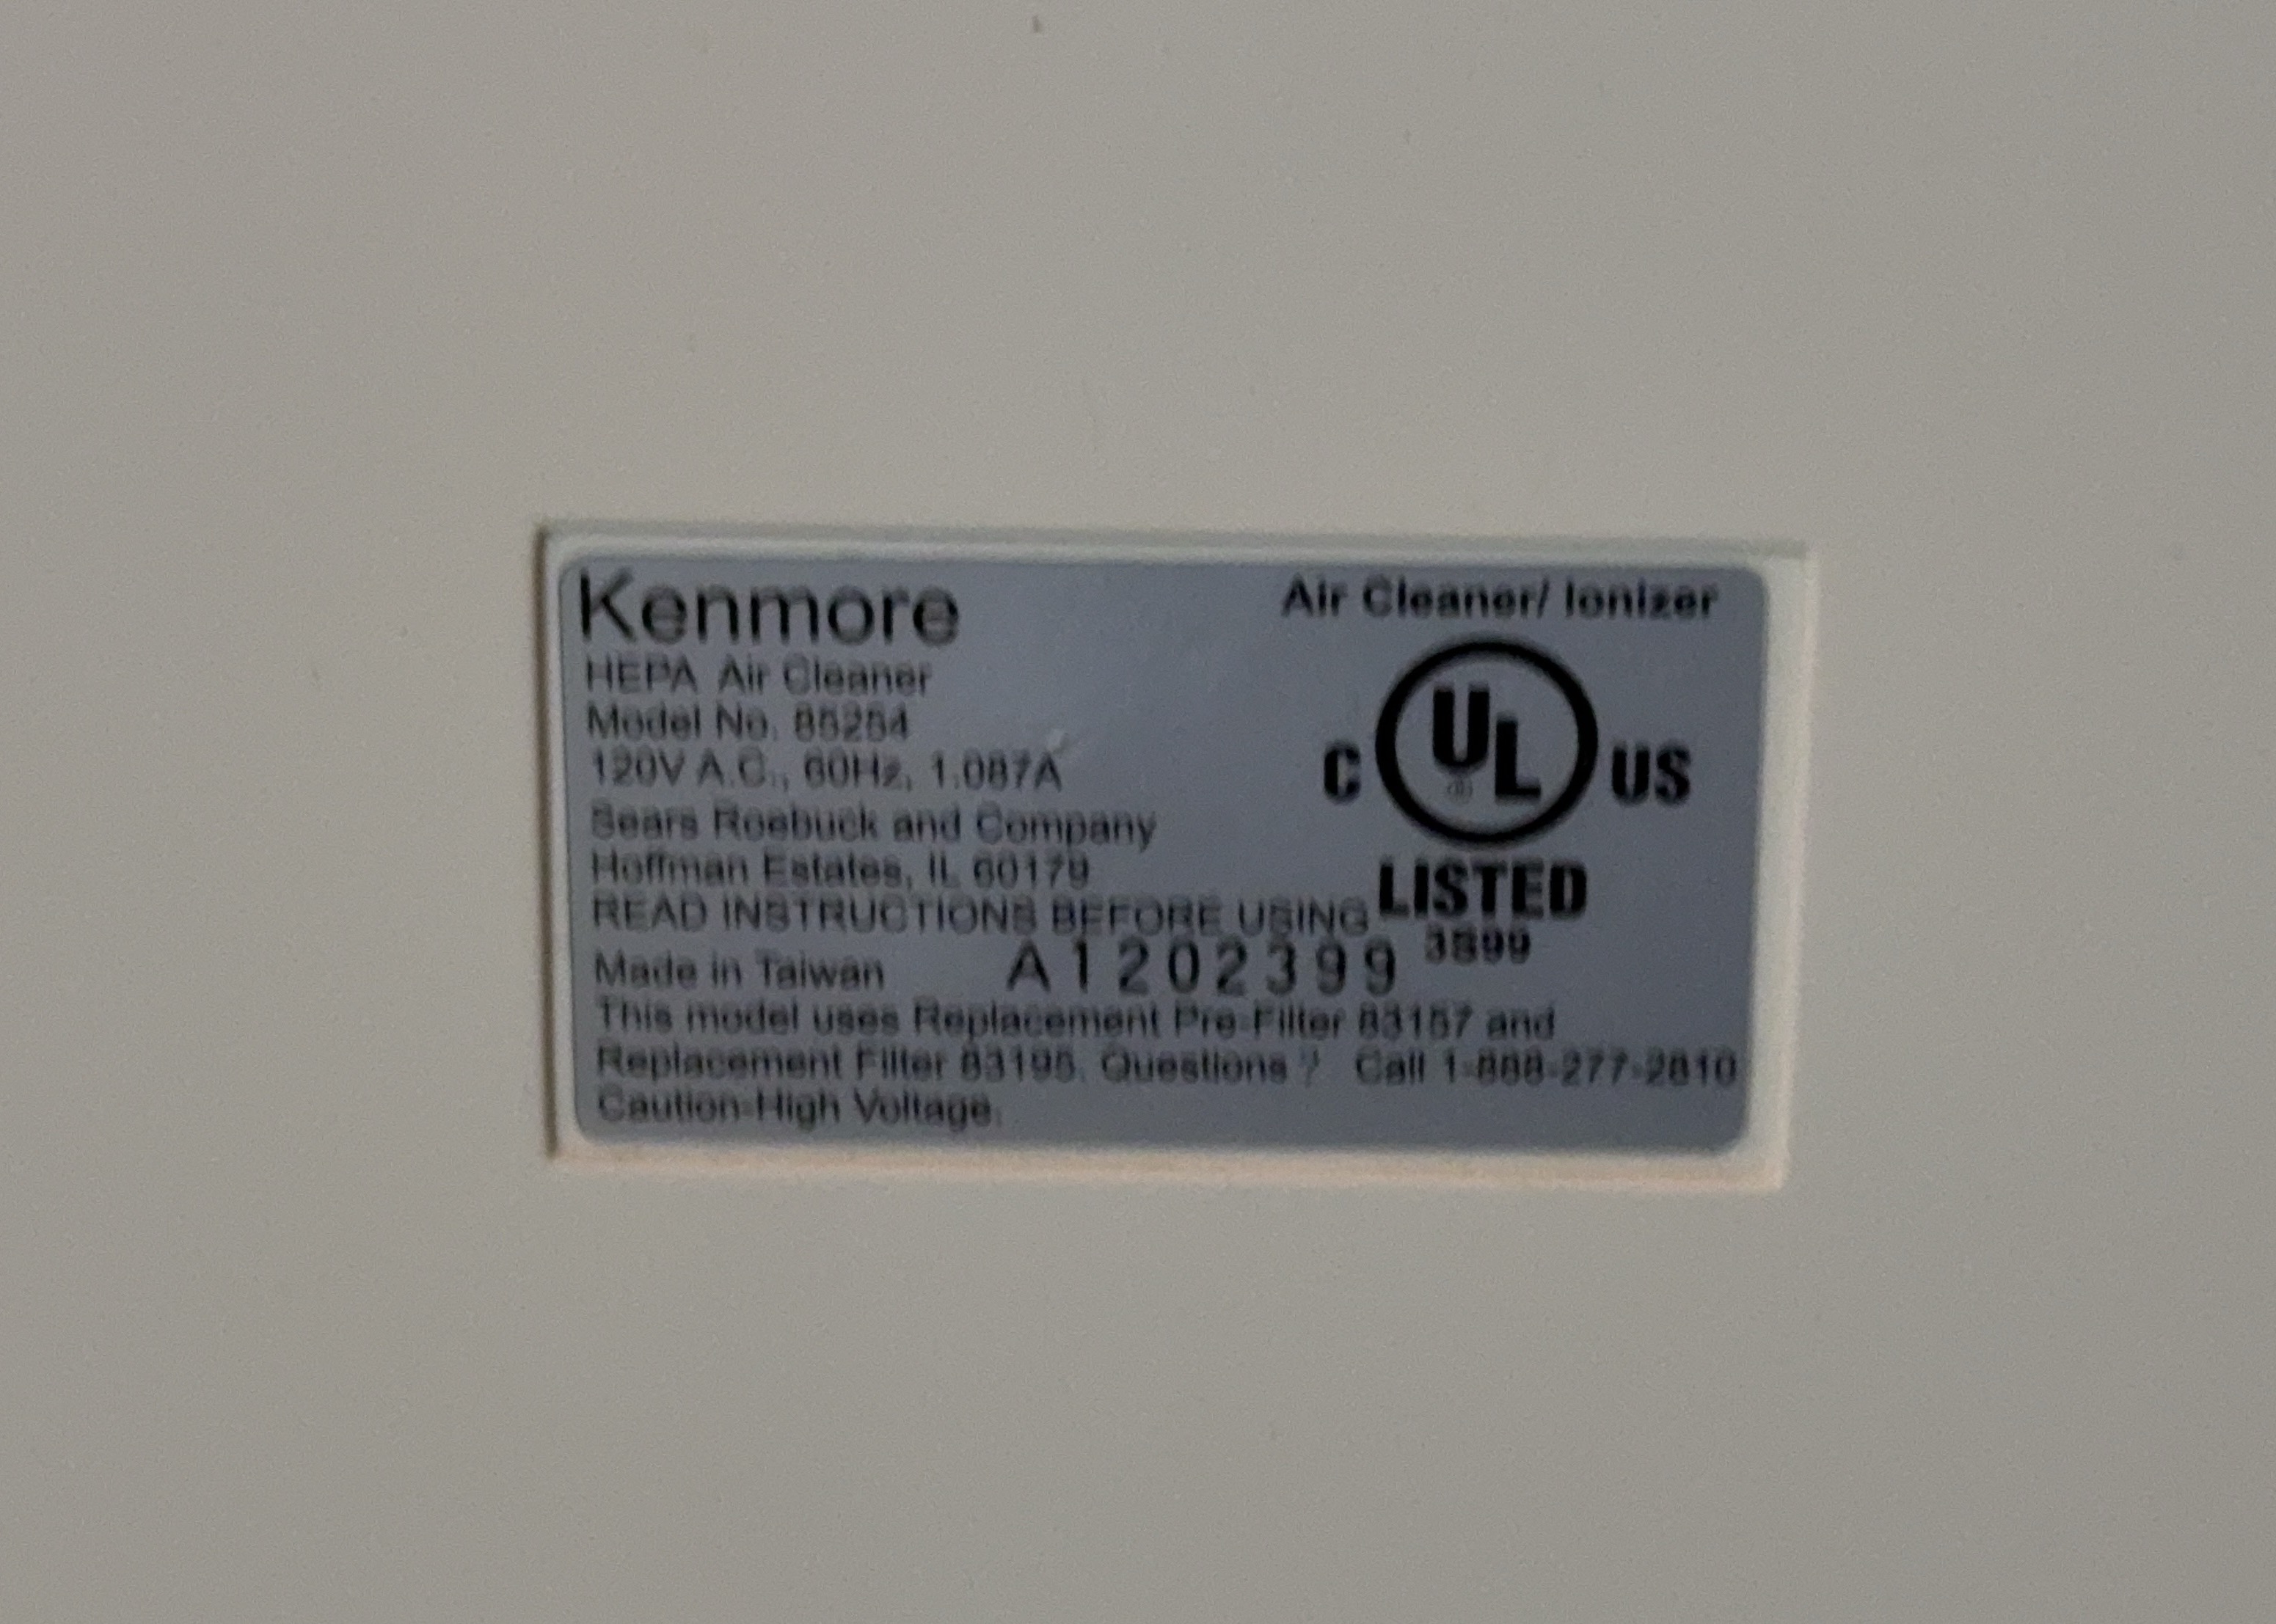 Kenmore
Air Cleaner/ Ionizer
HEPA Air Cleaner
Model No. 85254
120V A.C., 60Hz, 1.087A
Sears Roebuck and Company
Hoffman Estates, IL 60179
READ INSTRUCTIONS BEFORE USING
C UL US
LISTED
3899
Made in Taiwan A1202399
This model uses Replacement Pre-Filter 83157 and
Replacement Filter 83195. Questions? Call 1-888-277-2810
Caution-High Voltage.